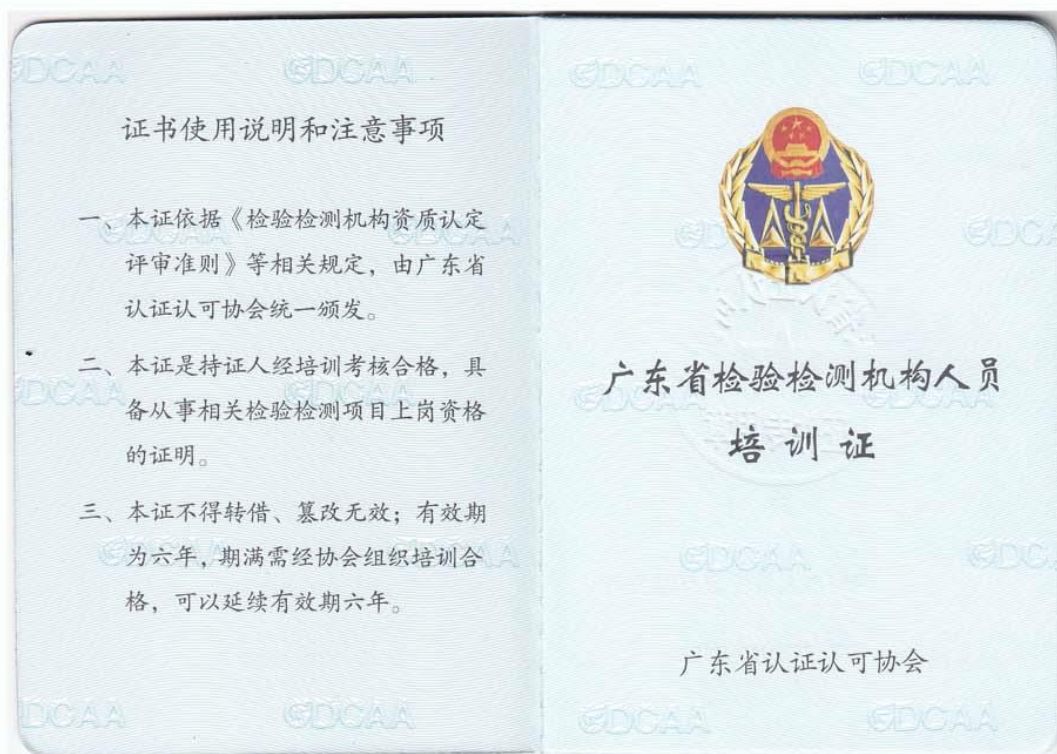 证书使用说明和注意事项
一、本证依据《检验检测机构资质认定
评审准则》等相关规定，由广东省
认证认可协会统一颁发。
二、本证是持证人经培训考核合格，具
备从事相关检验检测项目上岗资格
的证明。
三、本证不得转借、篡改无效；有效期
为六年，期满需经协会组织培训合
格，可以延续有效期六年。
广东省检验检测机构人员
培训证
广东省认证认可协会
GDCAA